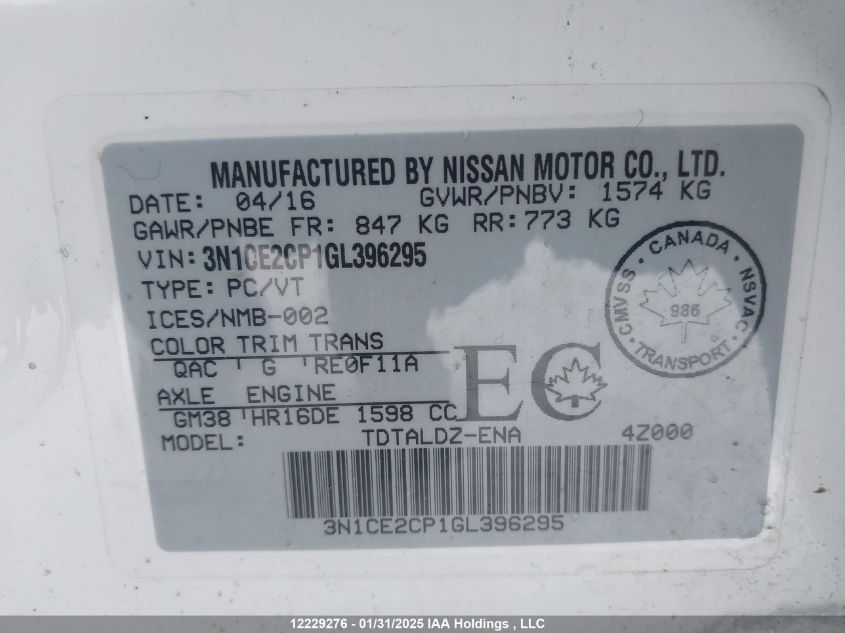 MANUFACTURED BY NISSAN MOTOR CO., LTD.
DATE: 04/16 GVWR/PNBV: 1574 KG
GAWR/PNBE FR: 847 KG RR: 773 KG
VIN: 3N1CE2CP1GL396295
TYPE: PC/VT
ICES/NMB-002
COLOR TRIM TRANS
QAC G RE0F11A
AXLE ENGINE
GM38 HR16DE 1598 CC
MODEL: TDTALDZ-ENA 4Z000
EC
CANADA
CMVSS 986 NSVAC
TRANSPORT
3N1CE2CP1GL396295
12229276 - 01/31/2025 IAA Holdings , LLC